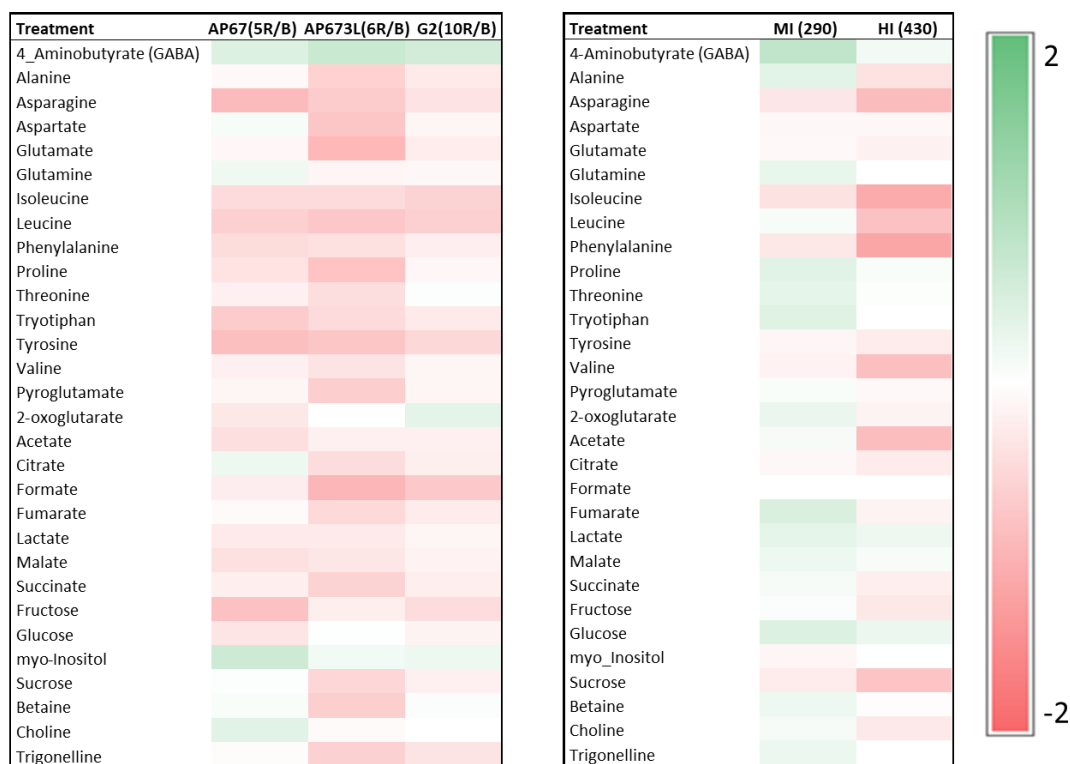 Treatment AP67(5R/B) AP673L(6R/B) G2(10R/B)
4_Aminobutyrate (GABA)
Alanine
Asparagine
Aspartate
Glutamate
Glutamine
Isoleucine
Leucine
Phenylalanine
Proline
Threonine
Tryotiphan
Tyrosine
Valine
Pyroglutamate
2-oxoglutarate
Acetate
Citrate
Formate
Fumarate
Lactate
Malate
Succinate
Fructose
Glucose
myo-Inositol
Sucrose
Betaine
Choline
Trigonelline
Treatment MI (290) HI (430)
4-Aminobutyrate (GABA)
Alanine
Asparagine
Aspartate
Glutamate
Glutamine
Isoleucine
Leucine
Phenylalanine
Proline
Threonine
Tryotiphan
Tyrosine
Valine
Pyroglutamate
2-oxoglutarate
Acetate
Citrate
Formate
Fumarate
Lactate
Malate
Succinate
Fructose
Glucose
myo_Inositol
Sucrose
Betaine
Choline
Trigonelline
2
-2